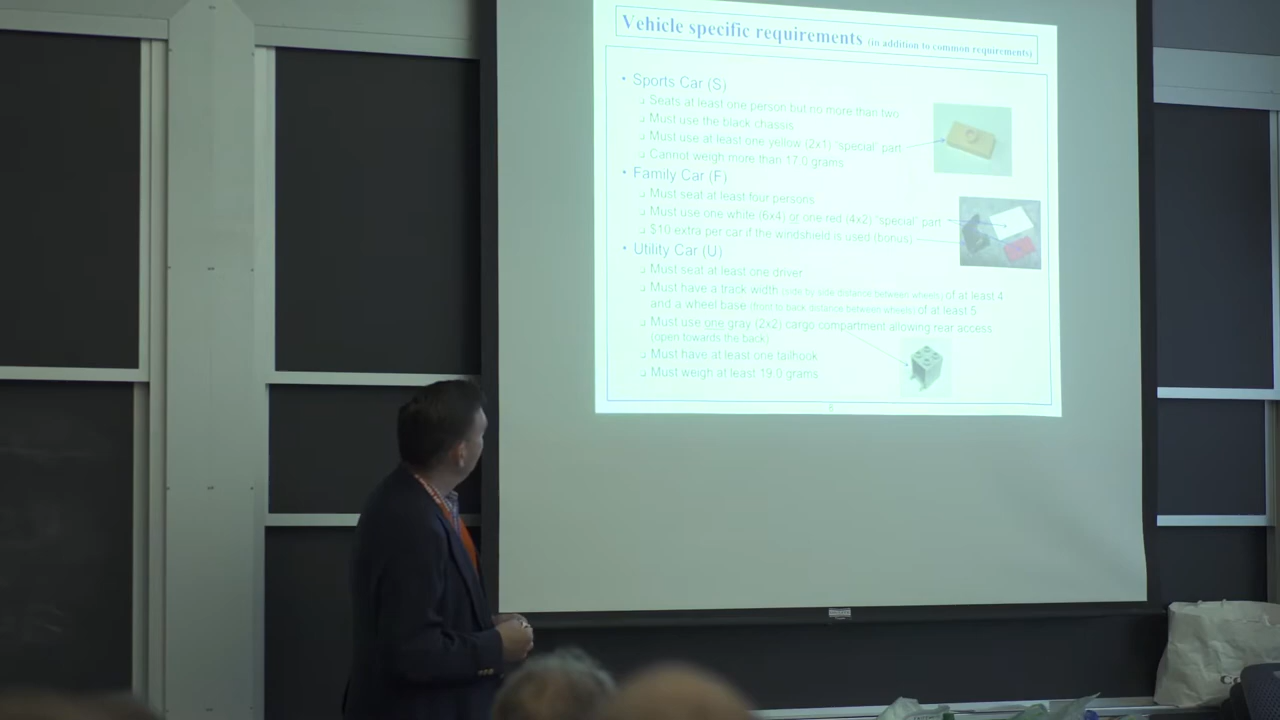 Vehicle specific requirements (in addition to common requirements)
• Sports Car (S)
❑ Seats at least one person but no more than two
❑ Must use the black chassis
❑ Must use at least one yellow (2x1) "special" part
❑ Cannot weigh more than 17.0 grams
• Family Car (F)
❑ Must seat at least four persons
❑ Must use one white (6x4) or one red (4x2) "special" part
❑ $10 extra per car if the windshield is used (bonus)
• Utility Car (U)
❑ Must seat at least one driver
❑ Must have a track width (side by side distance between wheels) of at least 4
and a wheel base (front to back distance between wheels) of at least 5
❑ Must use one gray (2x2) cargo compartment allowing rear access
(open towards the back)
❑ Must have at least one tailhook
❑ Must weigh at least 19.0 grams